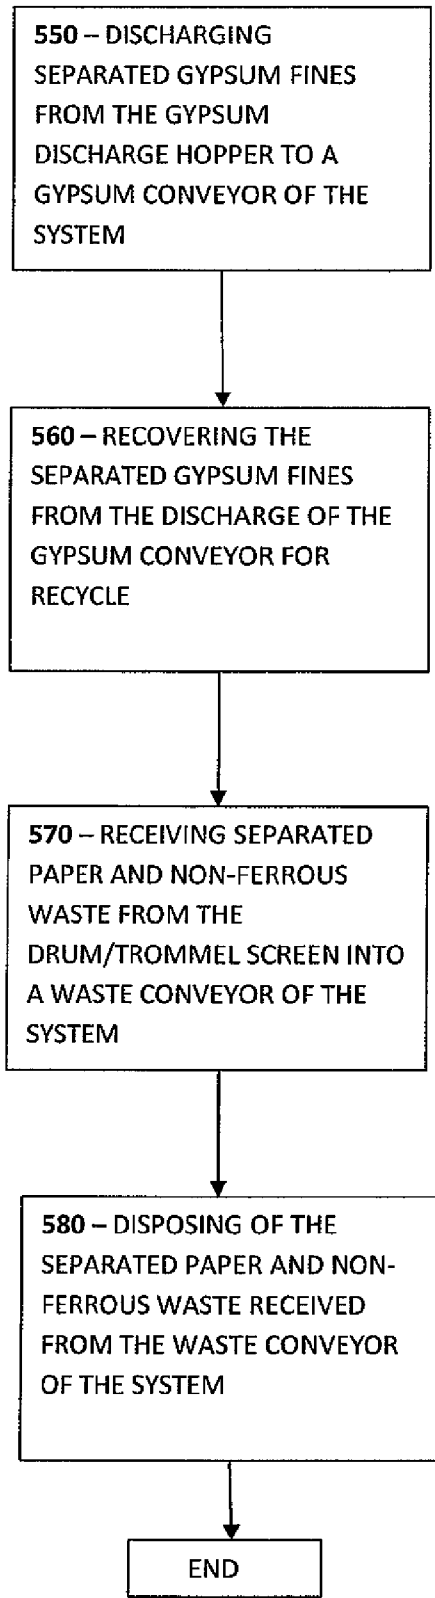 550 – DISCHARGING
SEPARATED GYPSUM FINES
FROM THE GYPSUM
DISCHARGE HOPPER TO A
GYPSUM CONVEYOR OF THE
SYSTEM
560 – RECOVERING THE
SEPARATED GYPSUM FINES
FROM THE DISCHARGE OF THE
GYPSUM CONVEYOR FOR
RECYCLE
570 – RECEIVING SEPARATED
PAPER AND NON-FERROUS
WASTE FROM THE
DRUM/TROMMEL SCREEN INTO
A WASTE CONVEYOR OF THE
SYSTEM
580 – DISPOSING OF THE
SEPARATED PAPER AND NON-
FERROUS WASTE RECEIVED
FROM THE WASTE CONVEYOR
OF THE SYSTEM
END